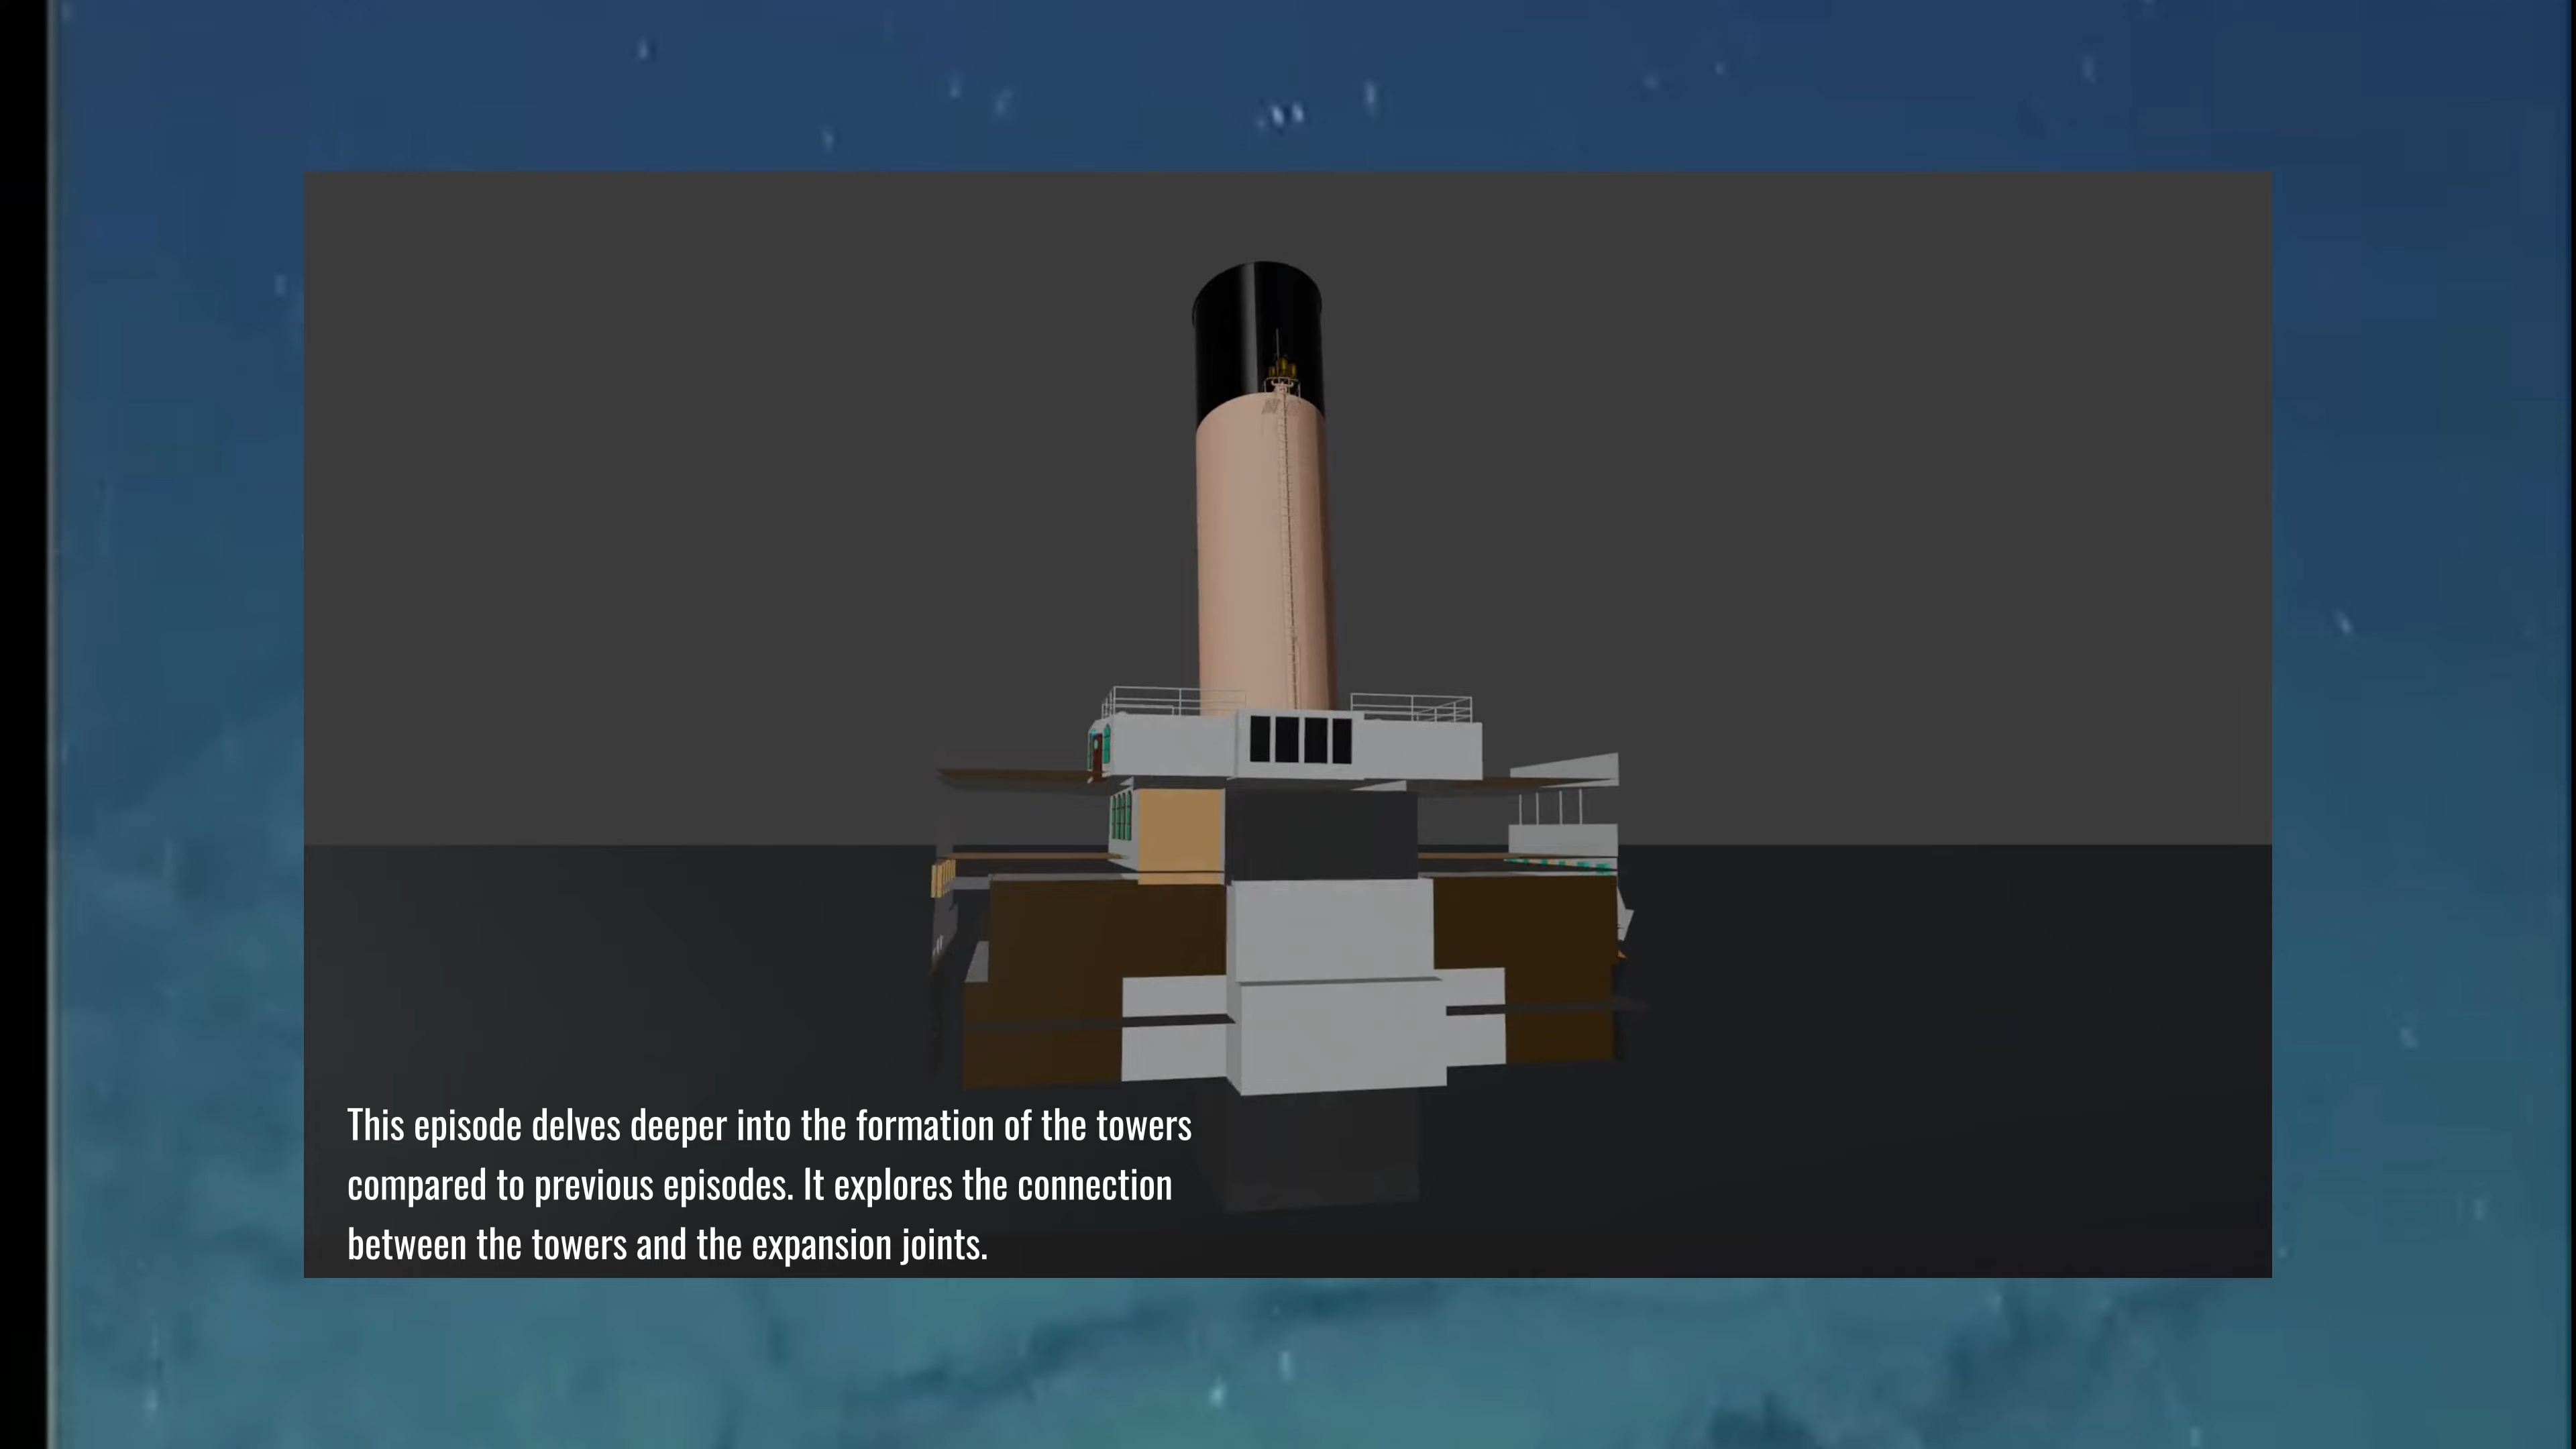 This episode delves deeper into the formation of the towers
compared to previous episodes. It explores the connection
between the towers and the expansion joints.